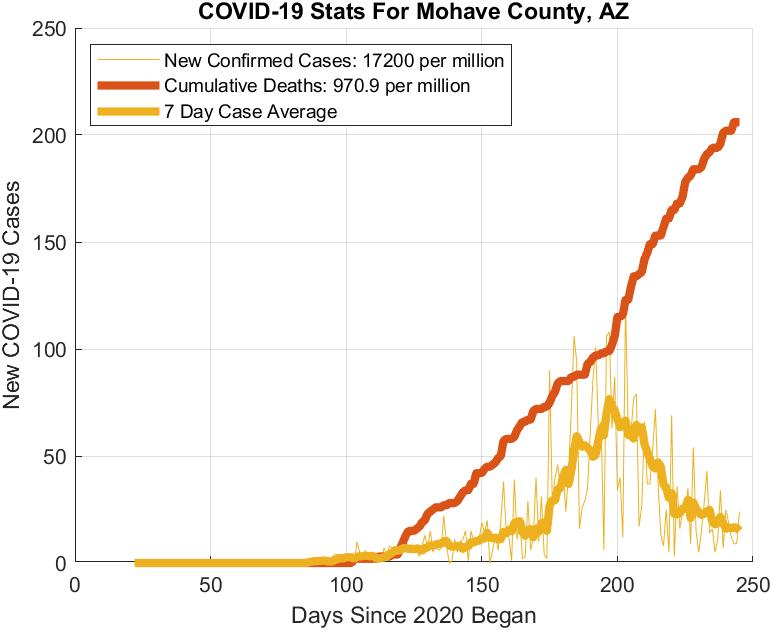 COVID-19 Stats For Mohave County, AZ
250
New Confirmed Cases: 17200 per million
Cumulative Deaths: 970.9 per million
7 Day Case Average
200
150
100
50
0
New COVID-19 Cases
0 50 100 150 200 250
Days Since 2020 Began